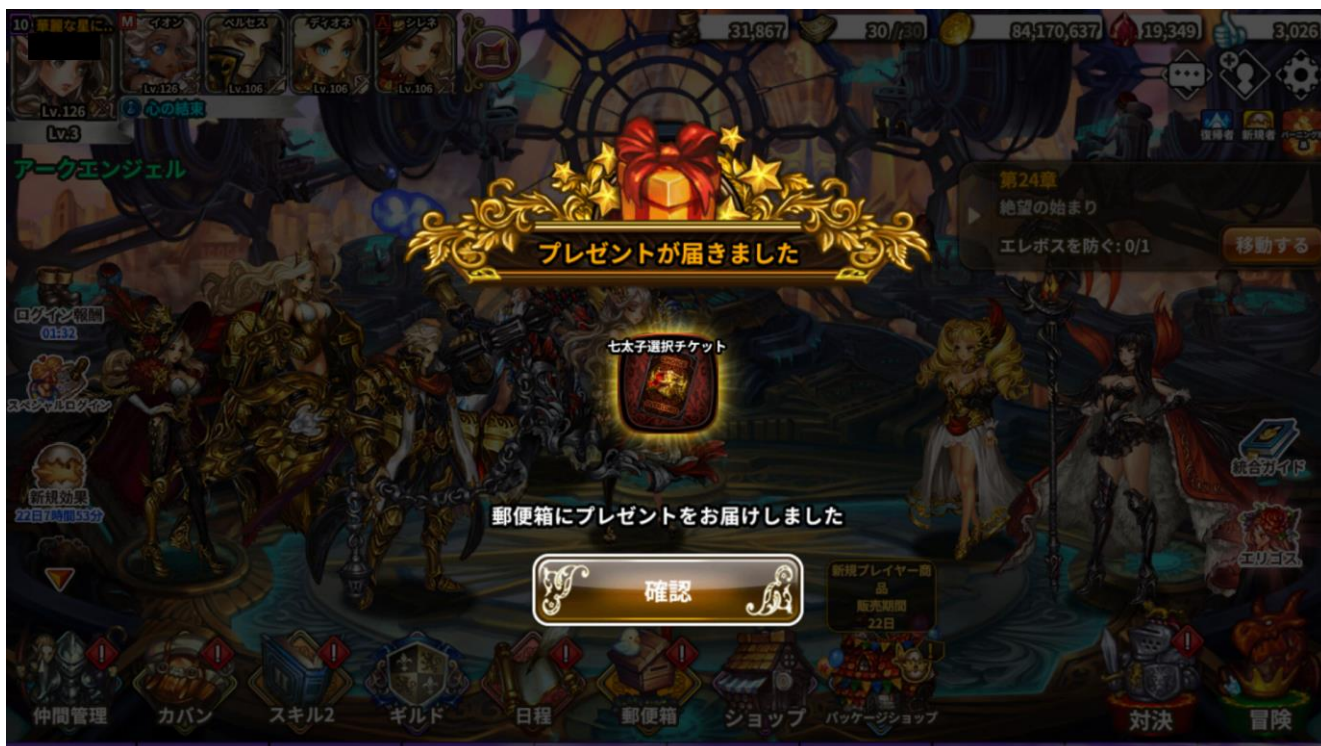 10 華麗な星に..
M イオン
ペルセス
ディオネ
A シレネ
31,867
30/30
84,170,637
19,349
3,026
Lv.126
Lv.126
Lv.106
Lv.106
Lv.106
心の結束
Lv.3
復帰者
新規者
アークエンジェル
第24章
絶望の始まり
エレボスを防ぐ: 0/1
移動する
プレゼントが届きました
ログイン報酬
01:32
七太子選択チケット
スペシャルログイン
統合ガイド
新規効果
22日7時間53分
郵便箱にプレゼントをお届けしました
エリゴス
確認
新規プレイヤー商
品
販売期間
22日
仲間管理
カバン
スキル2
ギルド
日程
郵便箱
ショップ
パッケージショップ
対決
冒険